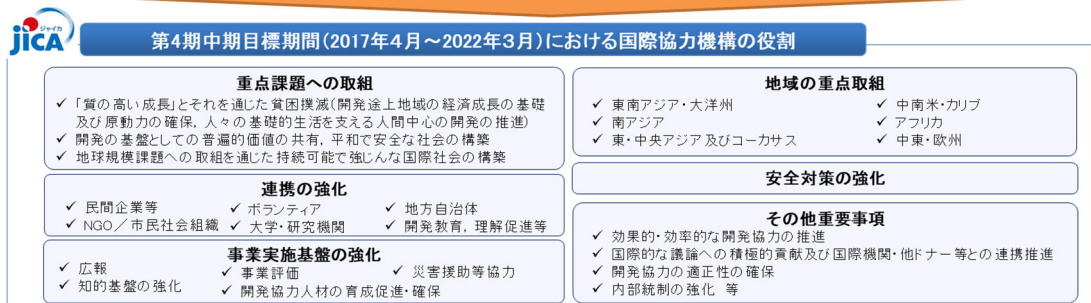 ジャイカ
JICA
第4期中期目標期間(2017年4月～2022年3月)における国際協力機構の役割
重点課題への取組
✓ 「質の高い成長」とそれを通じた貧困撲滅(開発途上地域の経済成長の基礎
及び原動力の確保，人々の基礎的生活を支える人間中心の開発の推進)
✓ 開発の基盤としての普遍的価値の共有，平和で安全な社会の構築
✓ 地球規模課題への取組を通じた持続可能で強じんな国際社会の構築
連携の強化
✓ 民間企業等 ✓ ボランティア ✓ 地方自治体
✓ NGO／市民社会組織 ✓ 大学・研究機関 ✓ 開発教育，理解促進等
事業実施基盤の強化
✓ 広報 ✓ 事業評価 ✓ 災害援助等協力
✓ 知的基盤の強化 ✓ 開発協力人材の育成促進・確保
地域の重点取組
✓ 東南アジア・大洋州 ✓ 中南米・カリブ
✓ 南アジア ✓ アフリカ
✓ 東・中央アジア及びコーカサス ✓ 中東・欧州
安全対策の強化
その他重要事項
✓ 効果的・効率的な開発協力の推進
✓ 国際的な議論への積極的貢献及び国際機関・他ドナー等との連携推進
✓ 開発協力の適正性の確保
✓ 内部統制の強化 等